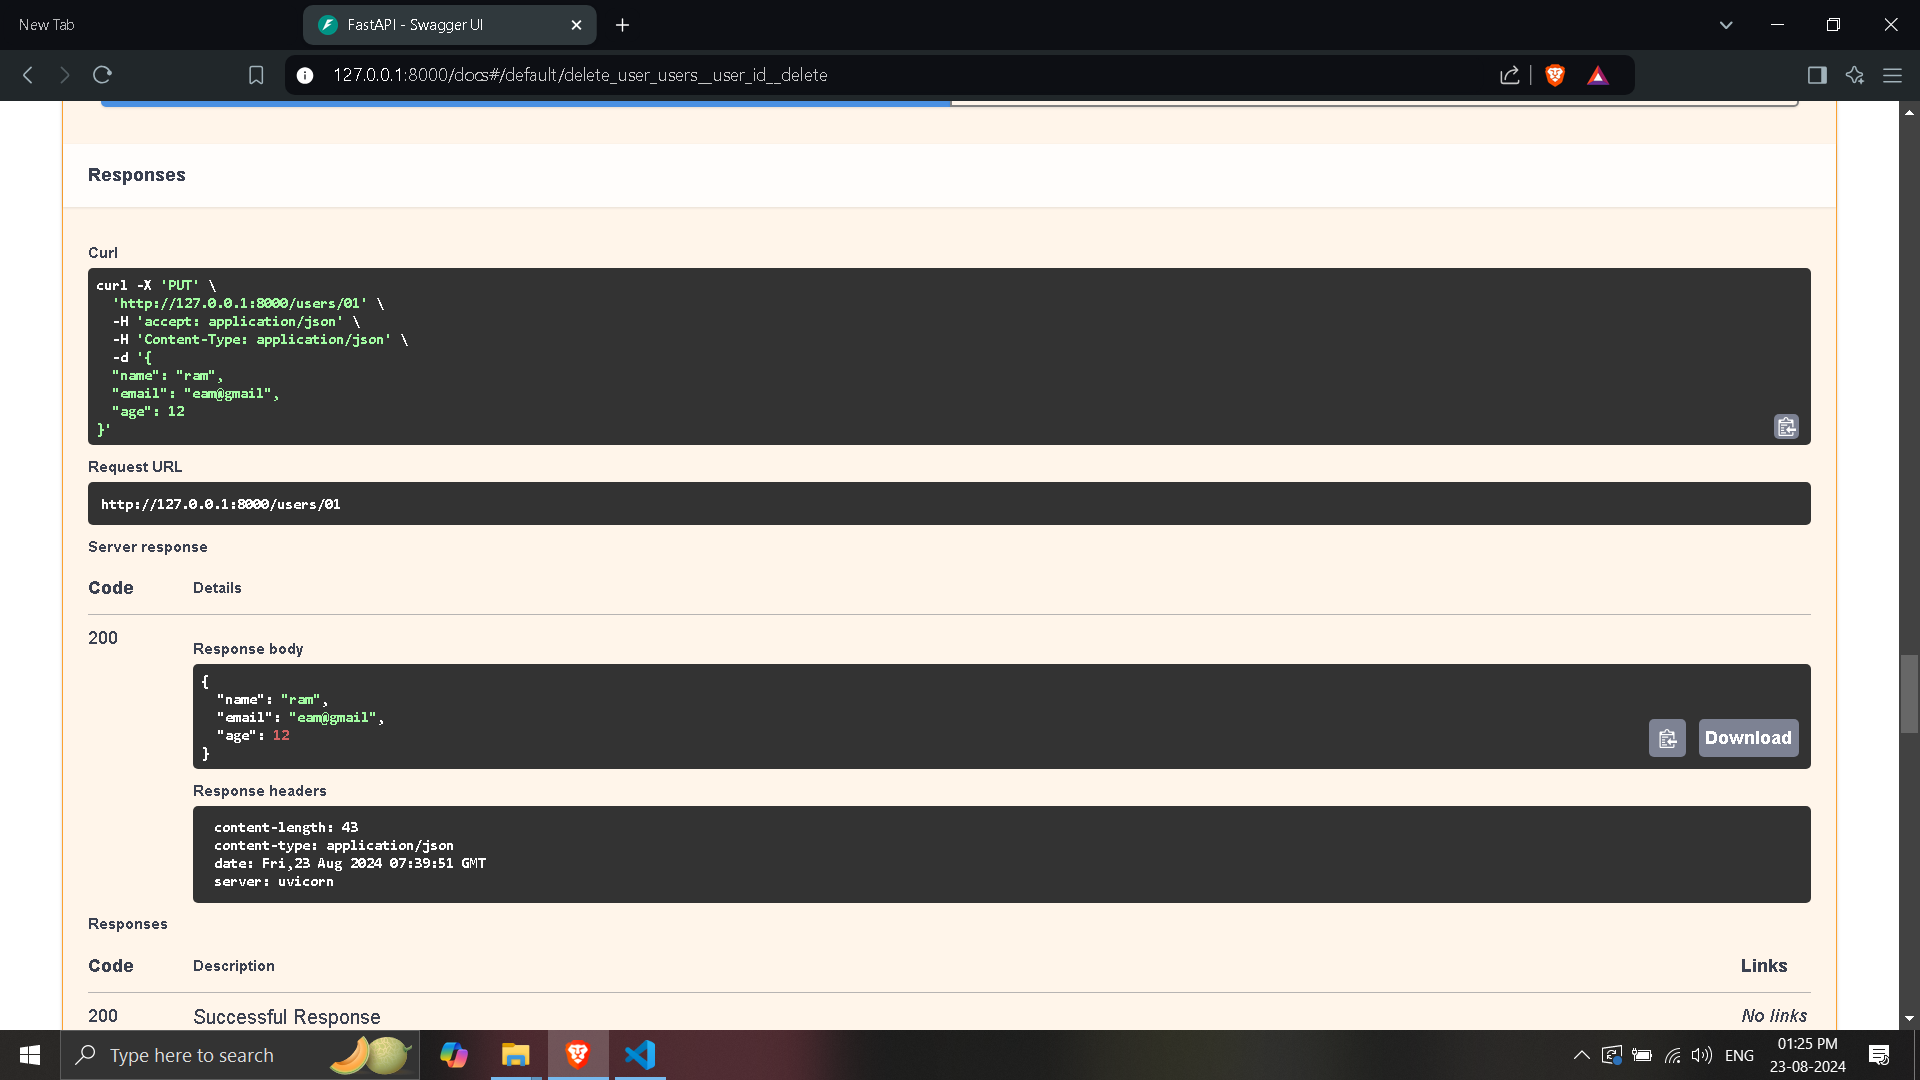 New Tab
FastAPI - Swagger UI
127.0.0.1:8000/docs#/default/delete_user_users__user_id__delete
Responses
Curl
curl -X 'PUT' \
  'http://127.0.0.1:8000/users/01' \
  -H 'accept: application/json' \
  -H 'Content-Type: application/json' \
  -d '{
  "name": "ram",
  "email": "eam@gmail",
  "age": 12
}'
Request URL
http://127.0.0.1:8000/users/01
Server response
Code Details
200
Response body
{
  "name": "ram",
  "email": "eam@gmail",
  "age": 12
}
Download
Response headers
content-length: 43
content-type: application/json
date: Fri,23 Aug 2024 07:39:51 GMT
server: uvicorn
Responses
Code Description Links
200 Successful Response No links
Type here to search
ENG
01:25 PM
23-08-2024